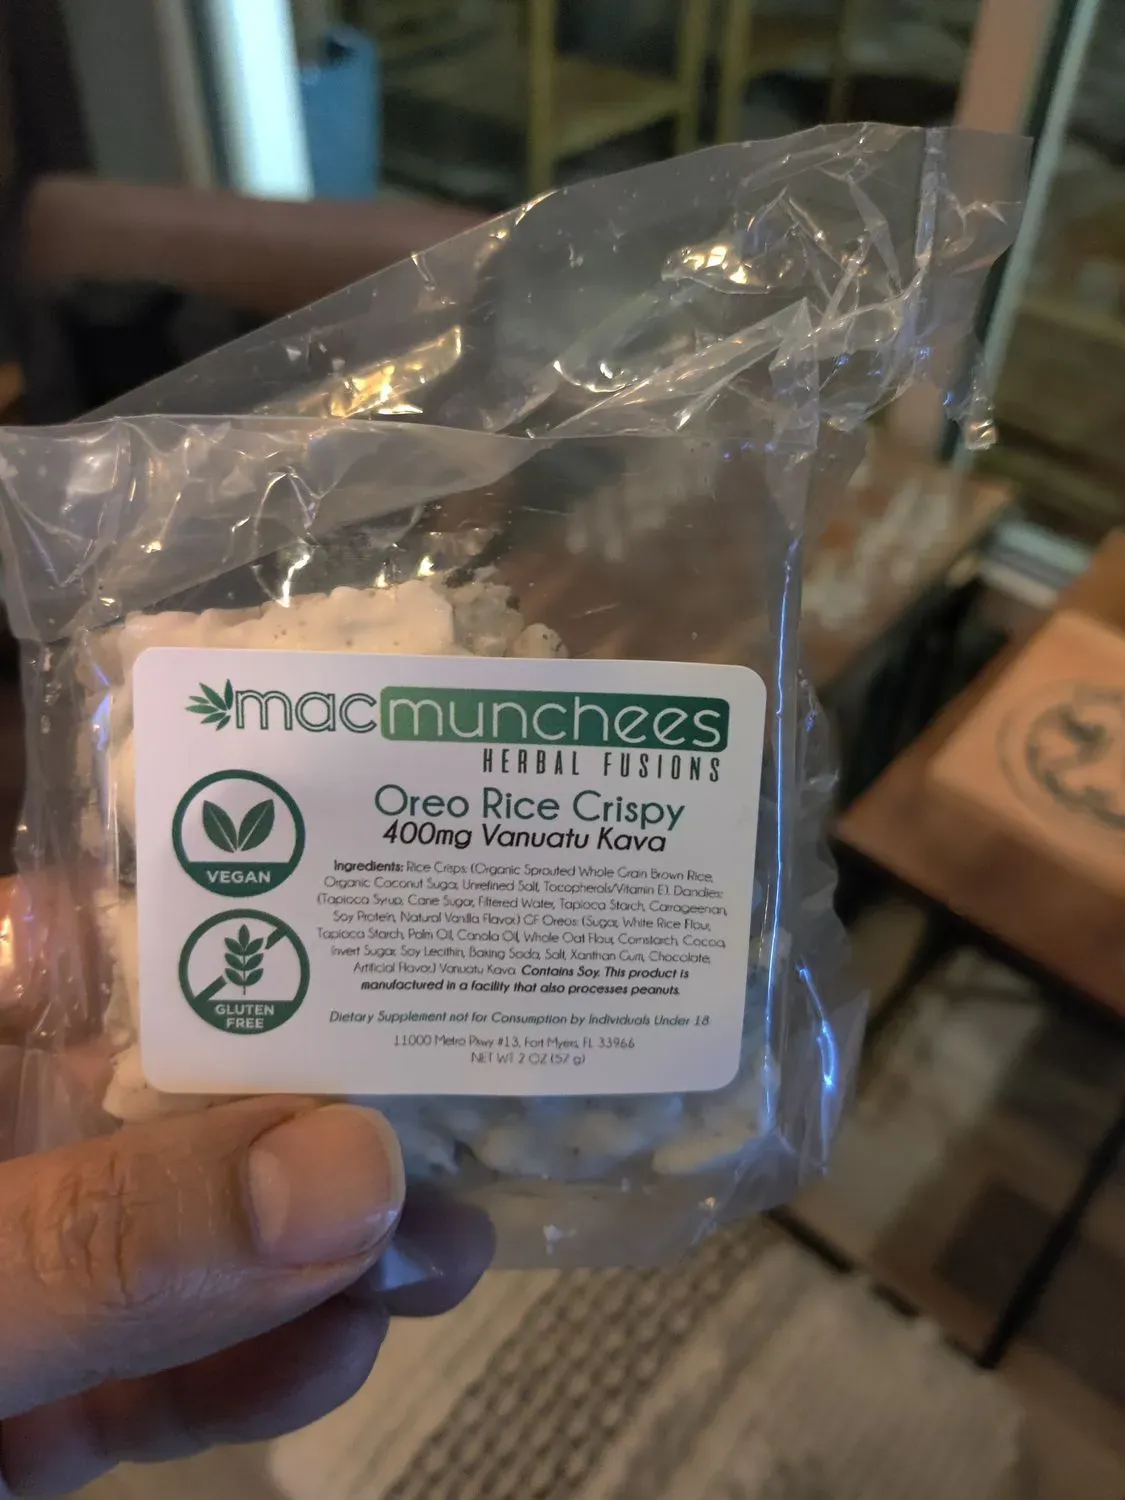 macmunchees
HERBAL FUSIONS
Oreo Rice Crispy
400mg Vanuatu Kava
VEGAN
GLUTEN
FREE
Ingredients: Rice Crisps: (Organic Sprouted Whole Grain Brown Rice,
Organic Coconut Sugar, Unrefined Salt, Tocopherols/Vitamin E). Dandies:
(Tapioca Syrup, Cane Sugar, Filtered Water, Tapioca Starch, Carrageenan,
Soy Protein, Natural Vanilla Flavor.) GF Oreos: (Sugar, White Rice Flour,
Tapioca Starch, Palm Oil, Canola Oil, Whole Oat Flour, Cornstarch, Cocoa,
Invert Sugar, Soy Lecithin, Baking Soda, Salt, Xanthan Gum, Chocolate,
Artificial Flavor.) Vanuatu Kava. Contains Soy. This product is
manufactured in a facility that also processes peanuts.
Dietary Supplement not for Consumption by Individuals Under 18.
11000 Metro Pkwy #13, Fort Myers, FL 33966
NET WT 2 OZ (57 g)